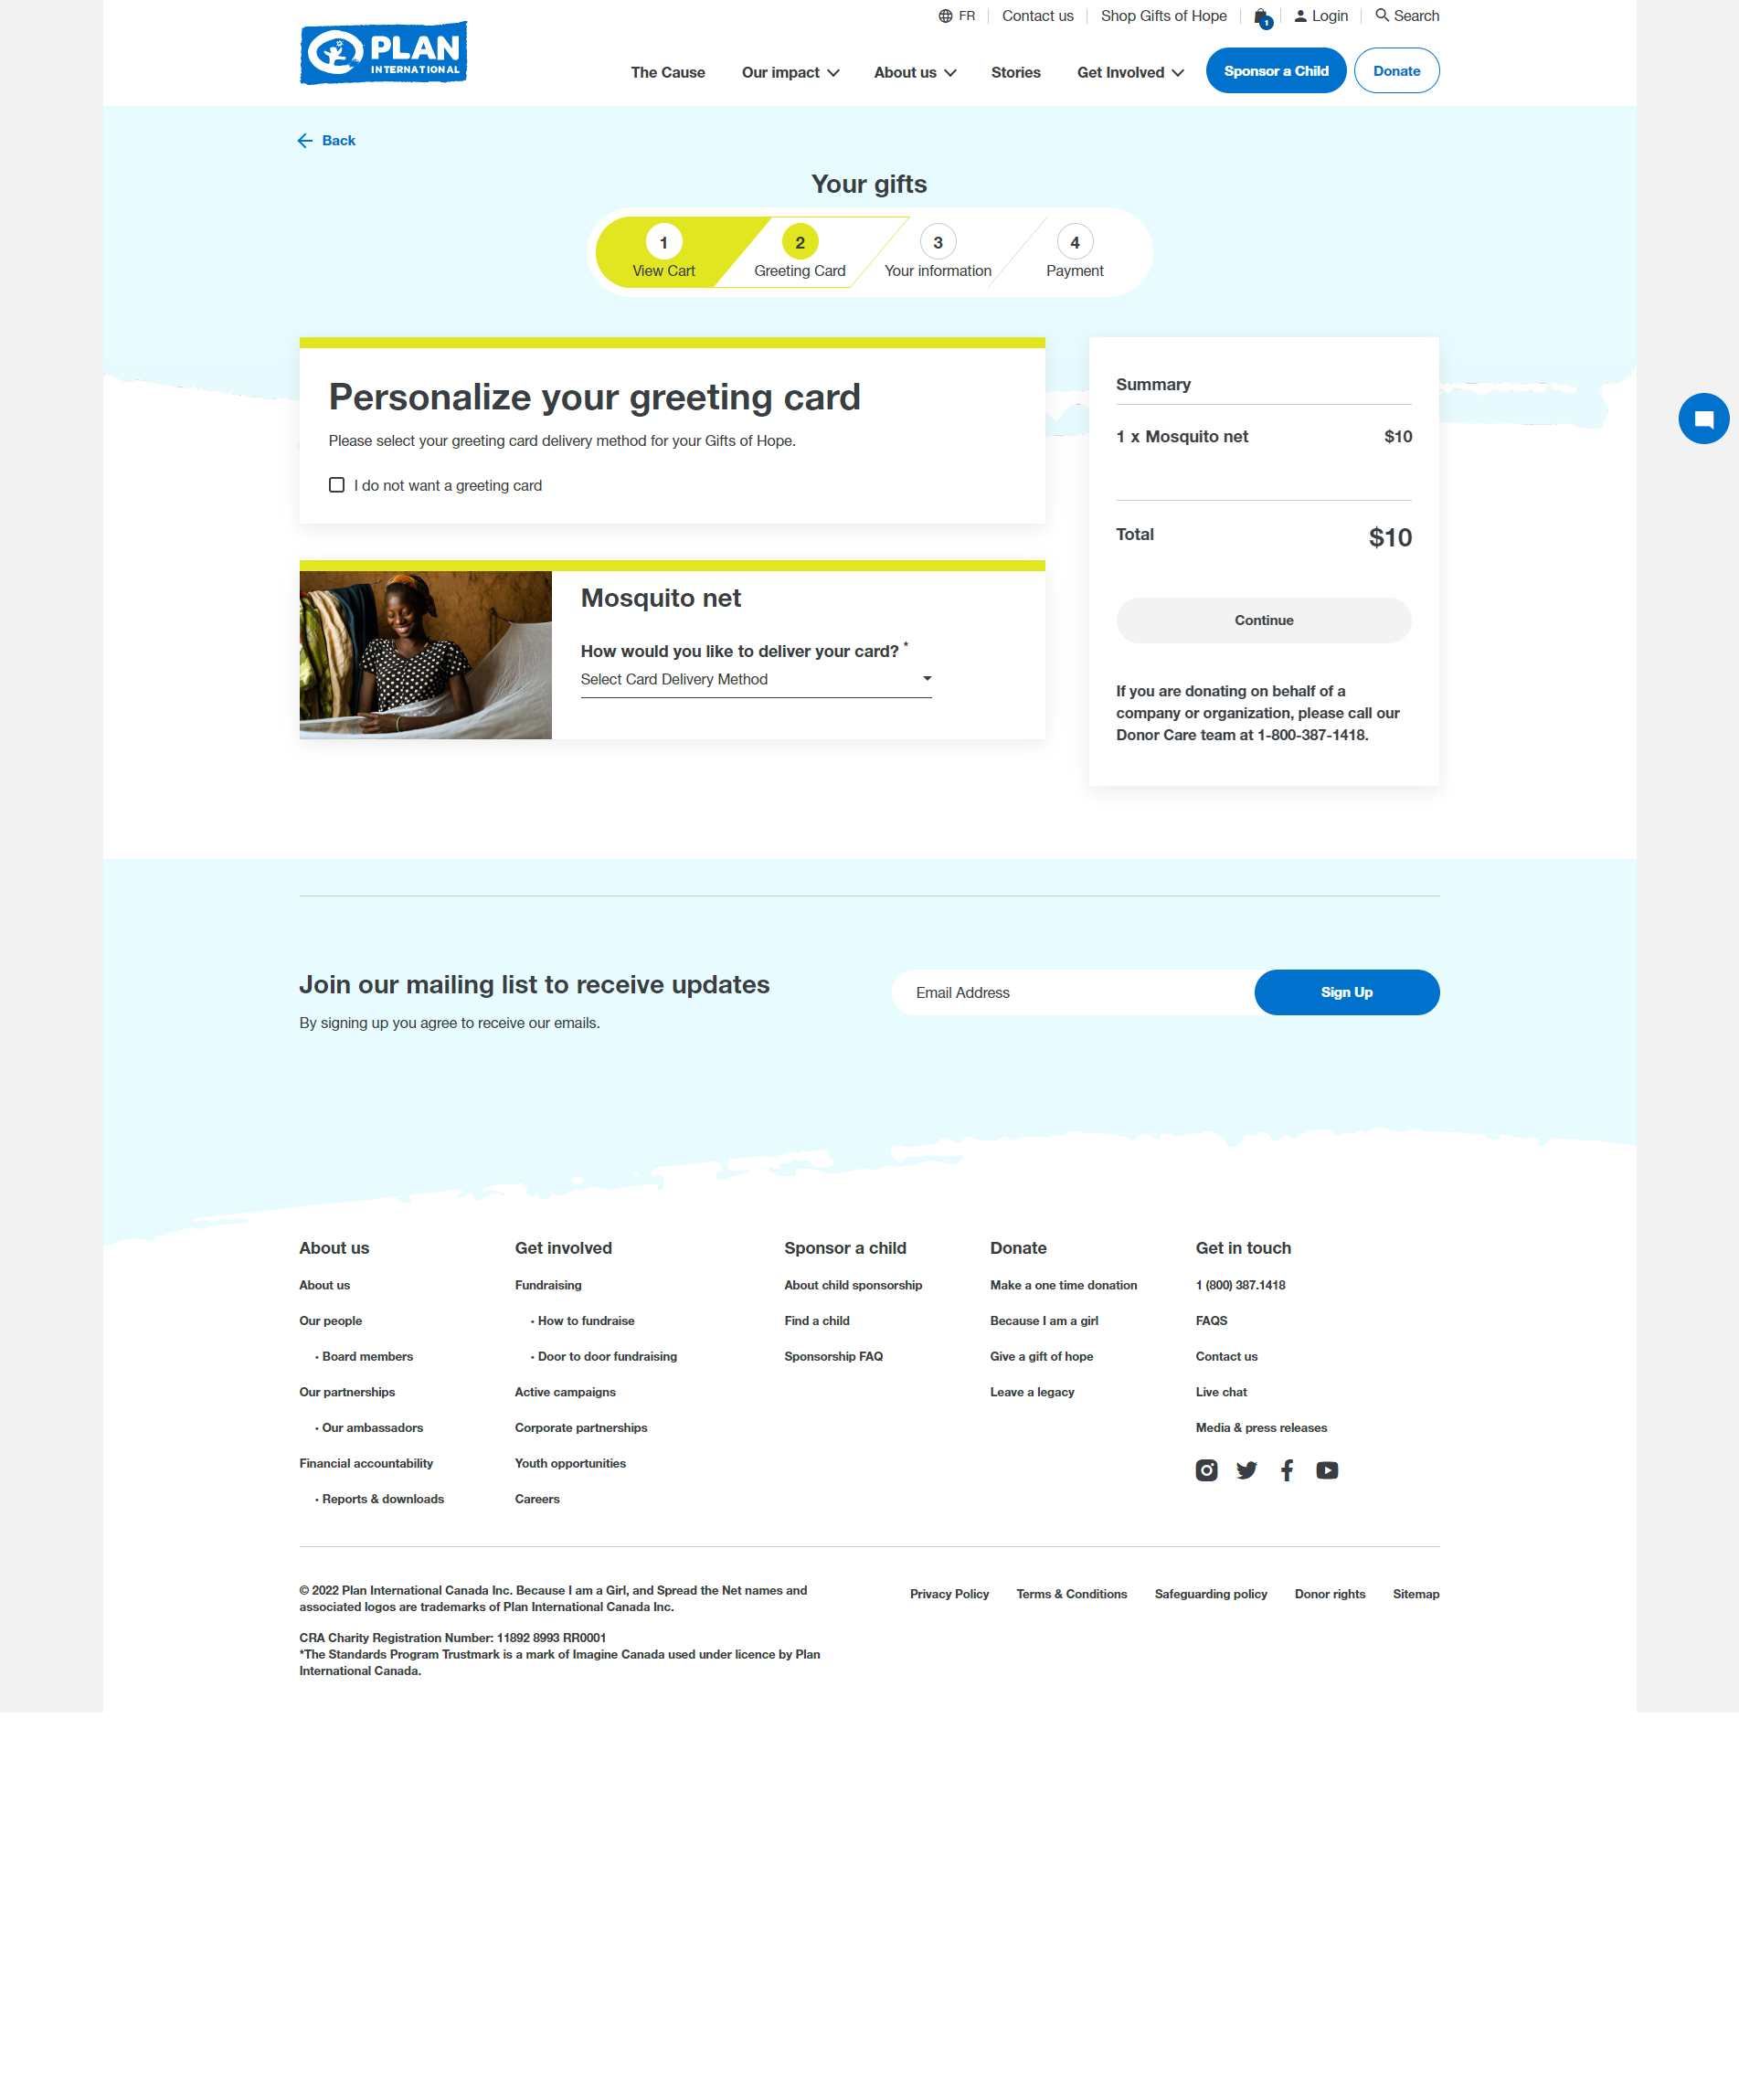 FR
Contact us
Shop Gifts of Hope
1
Login
Search
PLAN
INTERNATIONAL
The Cause
Our impact
About us
Stories
Get Involved
Sponsor a Child
Donate
Back
Your gifts
1
View Cart
2
Greeting Card
3
Your information
4
Payment
Personalize your greeting card
Please select your greeting card delivery method for your Gifts of Hope.
I do not want a greeting card
Mosquito net
How would you like to deliver your card? *
Select Card Delivery Method
Summary
1 x Mosquito net $10
Total $10
Continue
If you are donating on behalf of a
company or organization, please call our
Donor Care team at 1-800-387-1418.
Join our mailing list to receive updates
By signing up you agree to receive our emails.
Email Address
Sign Up
About us
About us
Our people
• Board members
Our partnerships
• Our ambassadors
Financial accountability
• Reports & downloads
Get involved
Fundraising
• How to fundraise
• Door to door fundraising
Active campaigns
Corporate partnerships
Youth opportunities
Careers
Sponsor a child
About child sponsorship
Find a child
Sponsorship FAQ
Donate
Make a one time donation
Because I am a girl
Give a gift of hope
Leave a legacy
Get in touch
1 (800) 387.1418
FAQS
Contact us
Live chat
Media & press releases
© 2022 Plan International Canada Inc. Because I am a Girl, and Spread the Net names and
associated logos are trademarks of Plan International Canada Inc.
CRA Charity Registration Number: 11892 8993 RR0001
*The Standards Program Trustmark is a mark of Imagine Canada used under licence by Plan
International Canada.
Privacy Policy
Terms & Conditions
Safeguarding policy
Donor rights
Sitemap